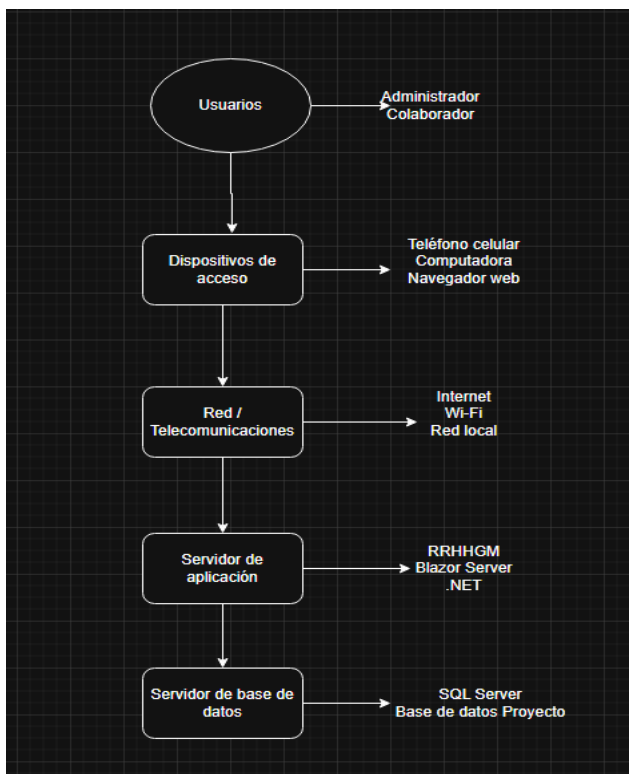 Usuarios
Administrador
Colaborador
Dispositivos de
acceso
Teléfono celular
Computadora
Navegador web
Red /
Telecomunicaciones
Internet
Wi-Fi
Red local
Servidor de
aplicación
RRHHGM
Blazor Server
.NET
Servidor de base de
datos
SQL Server
Base de datos Proyecto